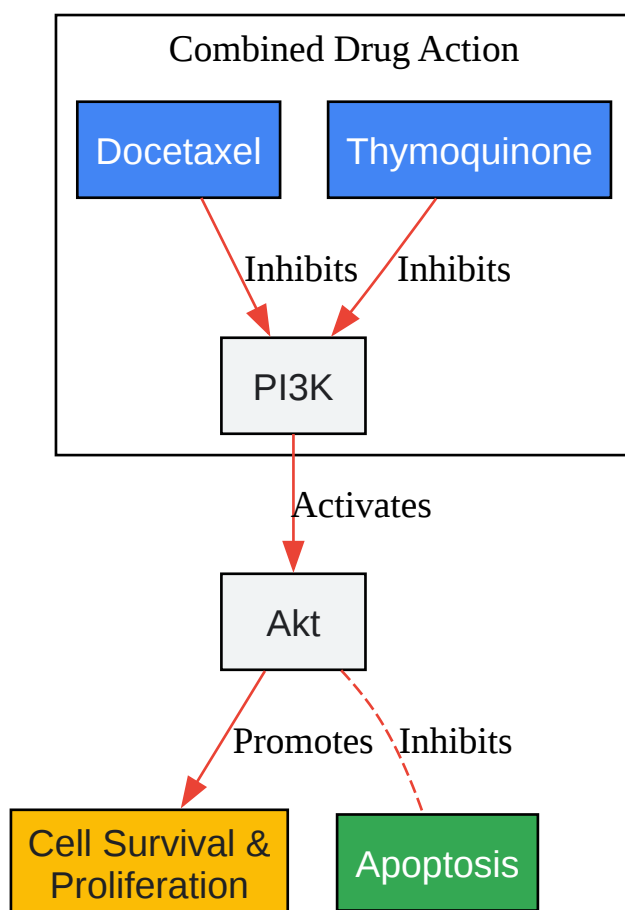 Combined Drug Action
Docetaxel
Thymoquinone
Inhibits
Inhibits
PI3K
Activates
Akt
Promotes
Inhibits
Cell Survival &
Proliferation
Apoptosis